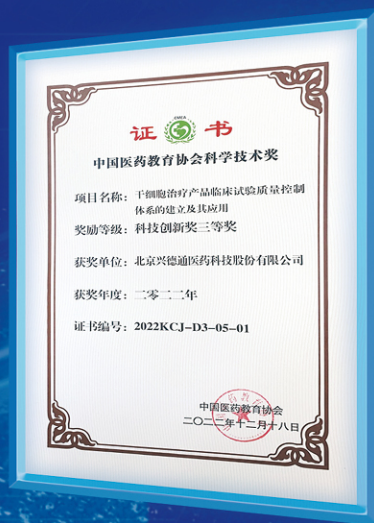 证 书
中国医药教育协会科学技术奖
项目名称：干细胞治疗产品临床试验质量控制
体系的建立及其应用
奖励等级：科技创新奖三等奖
获奖单位：北京兴德通医药科技股份有限公司
获奖年度：二零二二年
证书编号：2022KCJ-D3-05-01
中国医药教育协会
二〇二二年十二月十八日